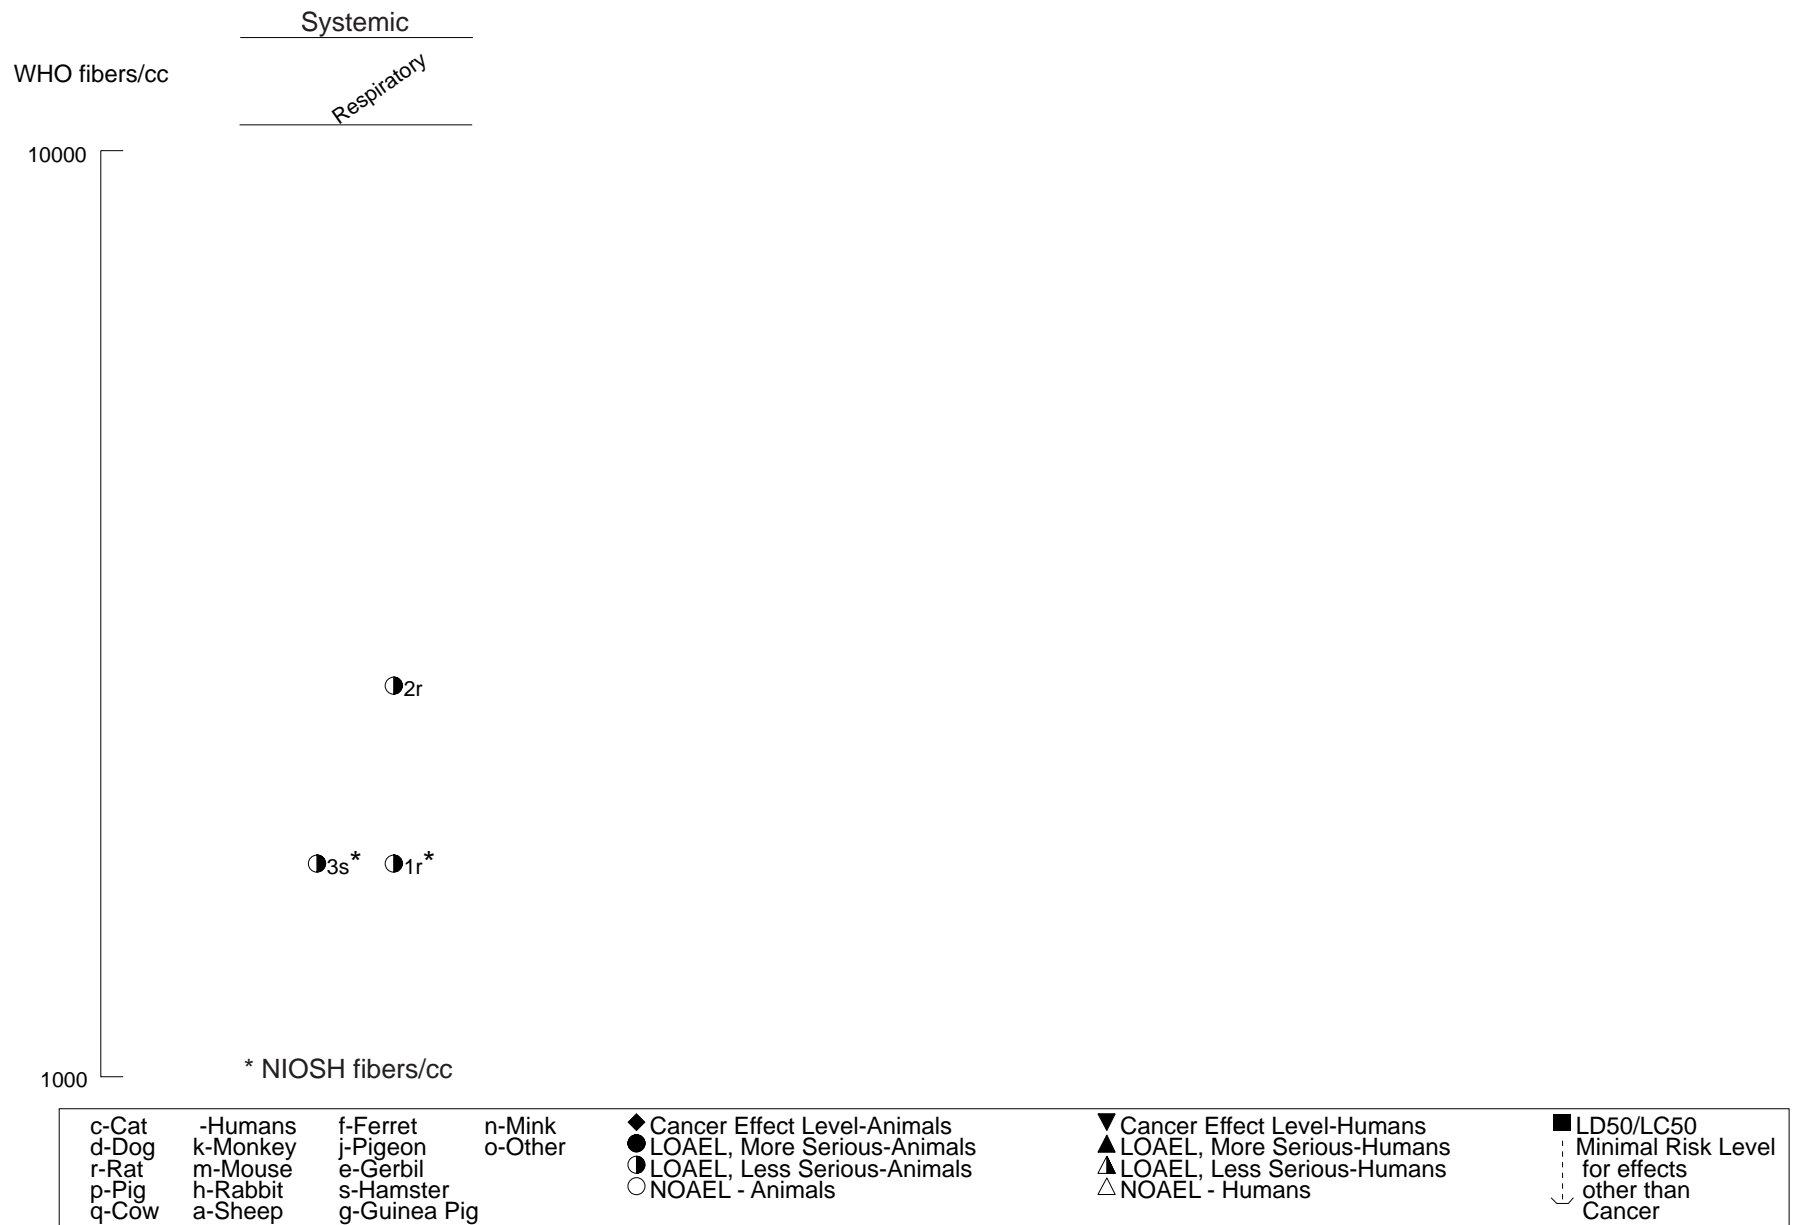 Systemic
WHO fibers/cc
Respiratory
10000
2r
3s* 1r*
* NIOSH fibers/cc
1000
c-Cat -Humans f-Ferret n-Mink Cancer Effect Level-Animals Cancer Effect Level-Humans LD50/LC50
d-Dog k-Monkey j-Pigeon o-Other LOAEL, More Serious-Animals LOAEL, More Serious-Humans Minimal Risk Level
r-Rat m-Mouse e-Gerbil LOAEL, Less Serious-Animals LOAEL, Less Serious-Humans for effects
p-Pig h-Rabbit s-Hamster NOAEL - Animals NOAEL - Humans other than
q-Cow a-Sheep g-Guinea Pig Cancer